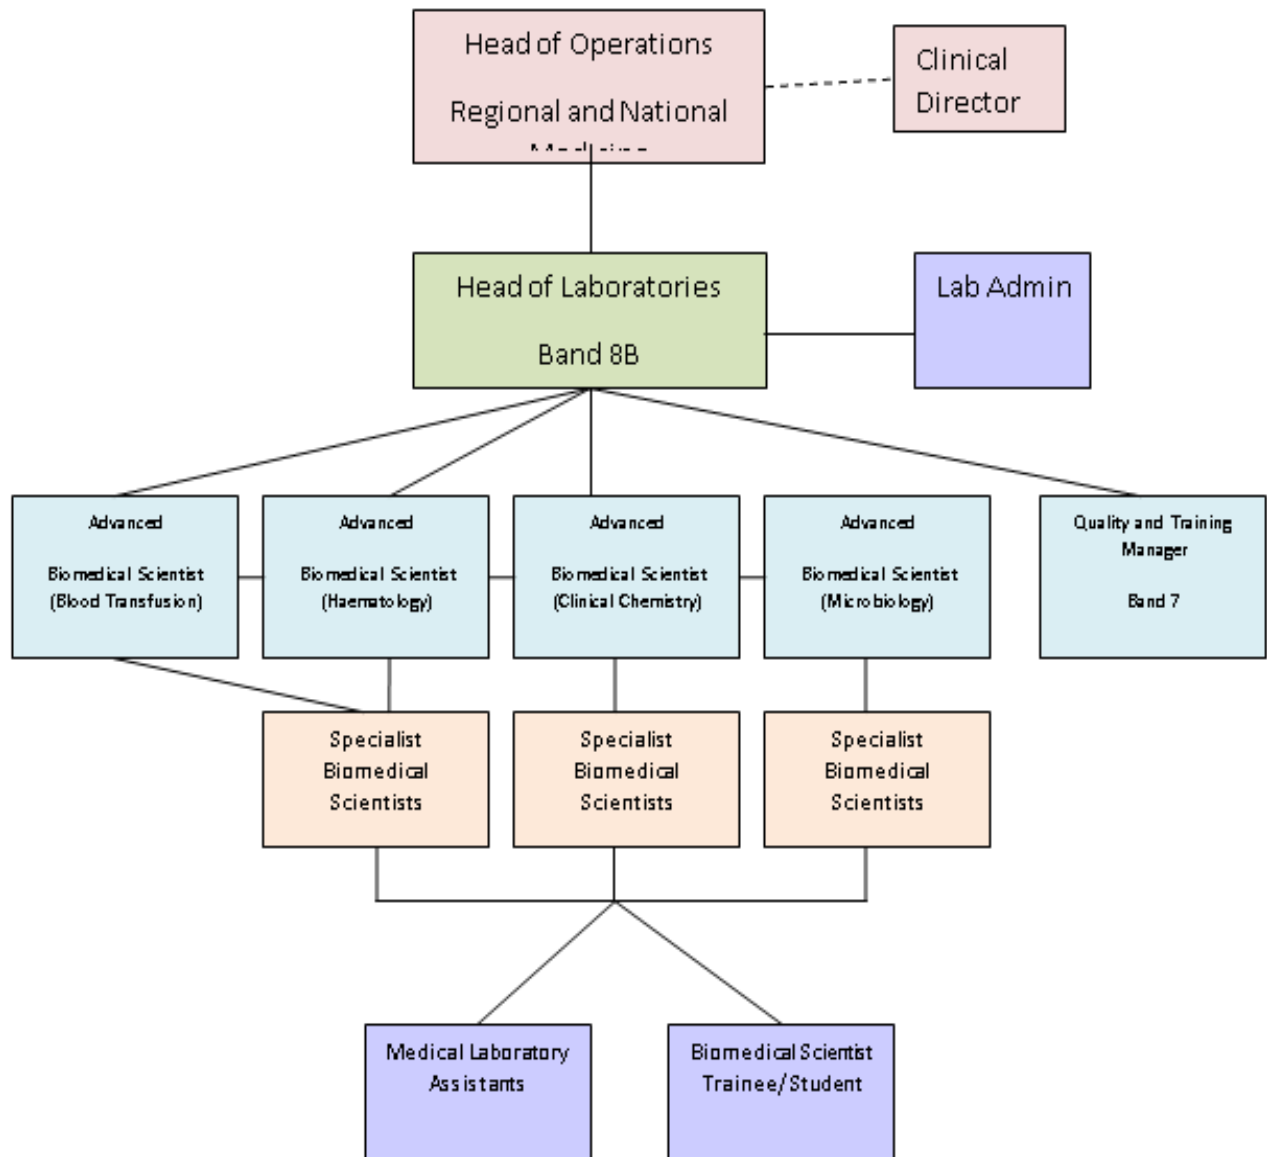 Head of Operations
Regional and National
Clinical
Director
Head of Laboratories
Band 8B
Lab Admin
Advanced
Biomedical Scientist
(Blood Transfusion)
Advanced
Biomedical Scientist
(Haematology)
Advanced
Biomedical Scientist
(Clinical Chemistry)
Advanced
Biomedical Scientist
(Microbiology)
Quality and Training
Manager
Band 7
Specialist
Biomedical
Scientists
Specialist
Biomedical
Scientists
Specialist
Biomedical
Scientists
Medical Laboratory
Assistants
Biomedical Scientist
Trainee/Student